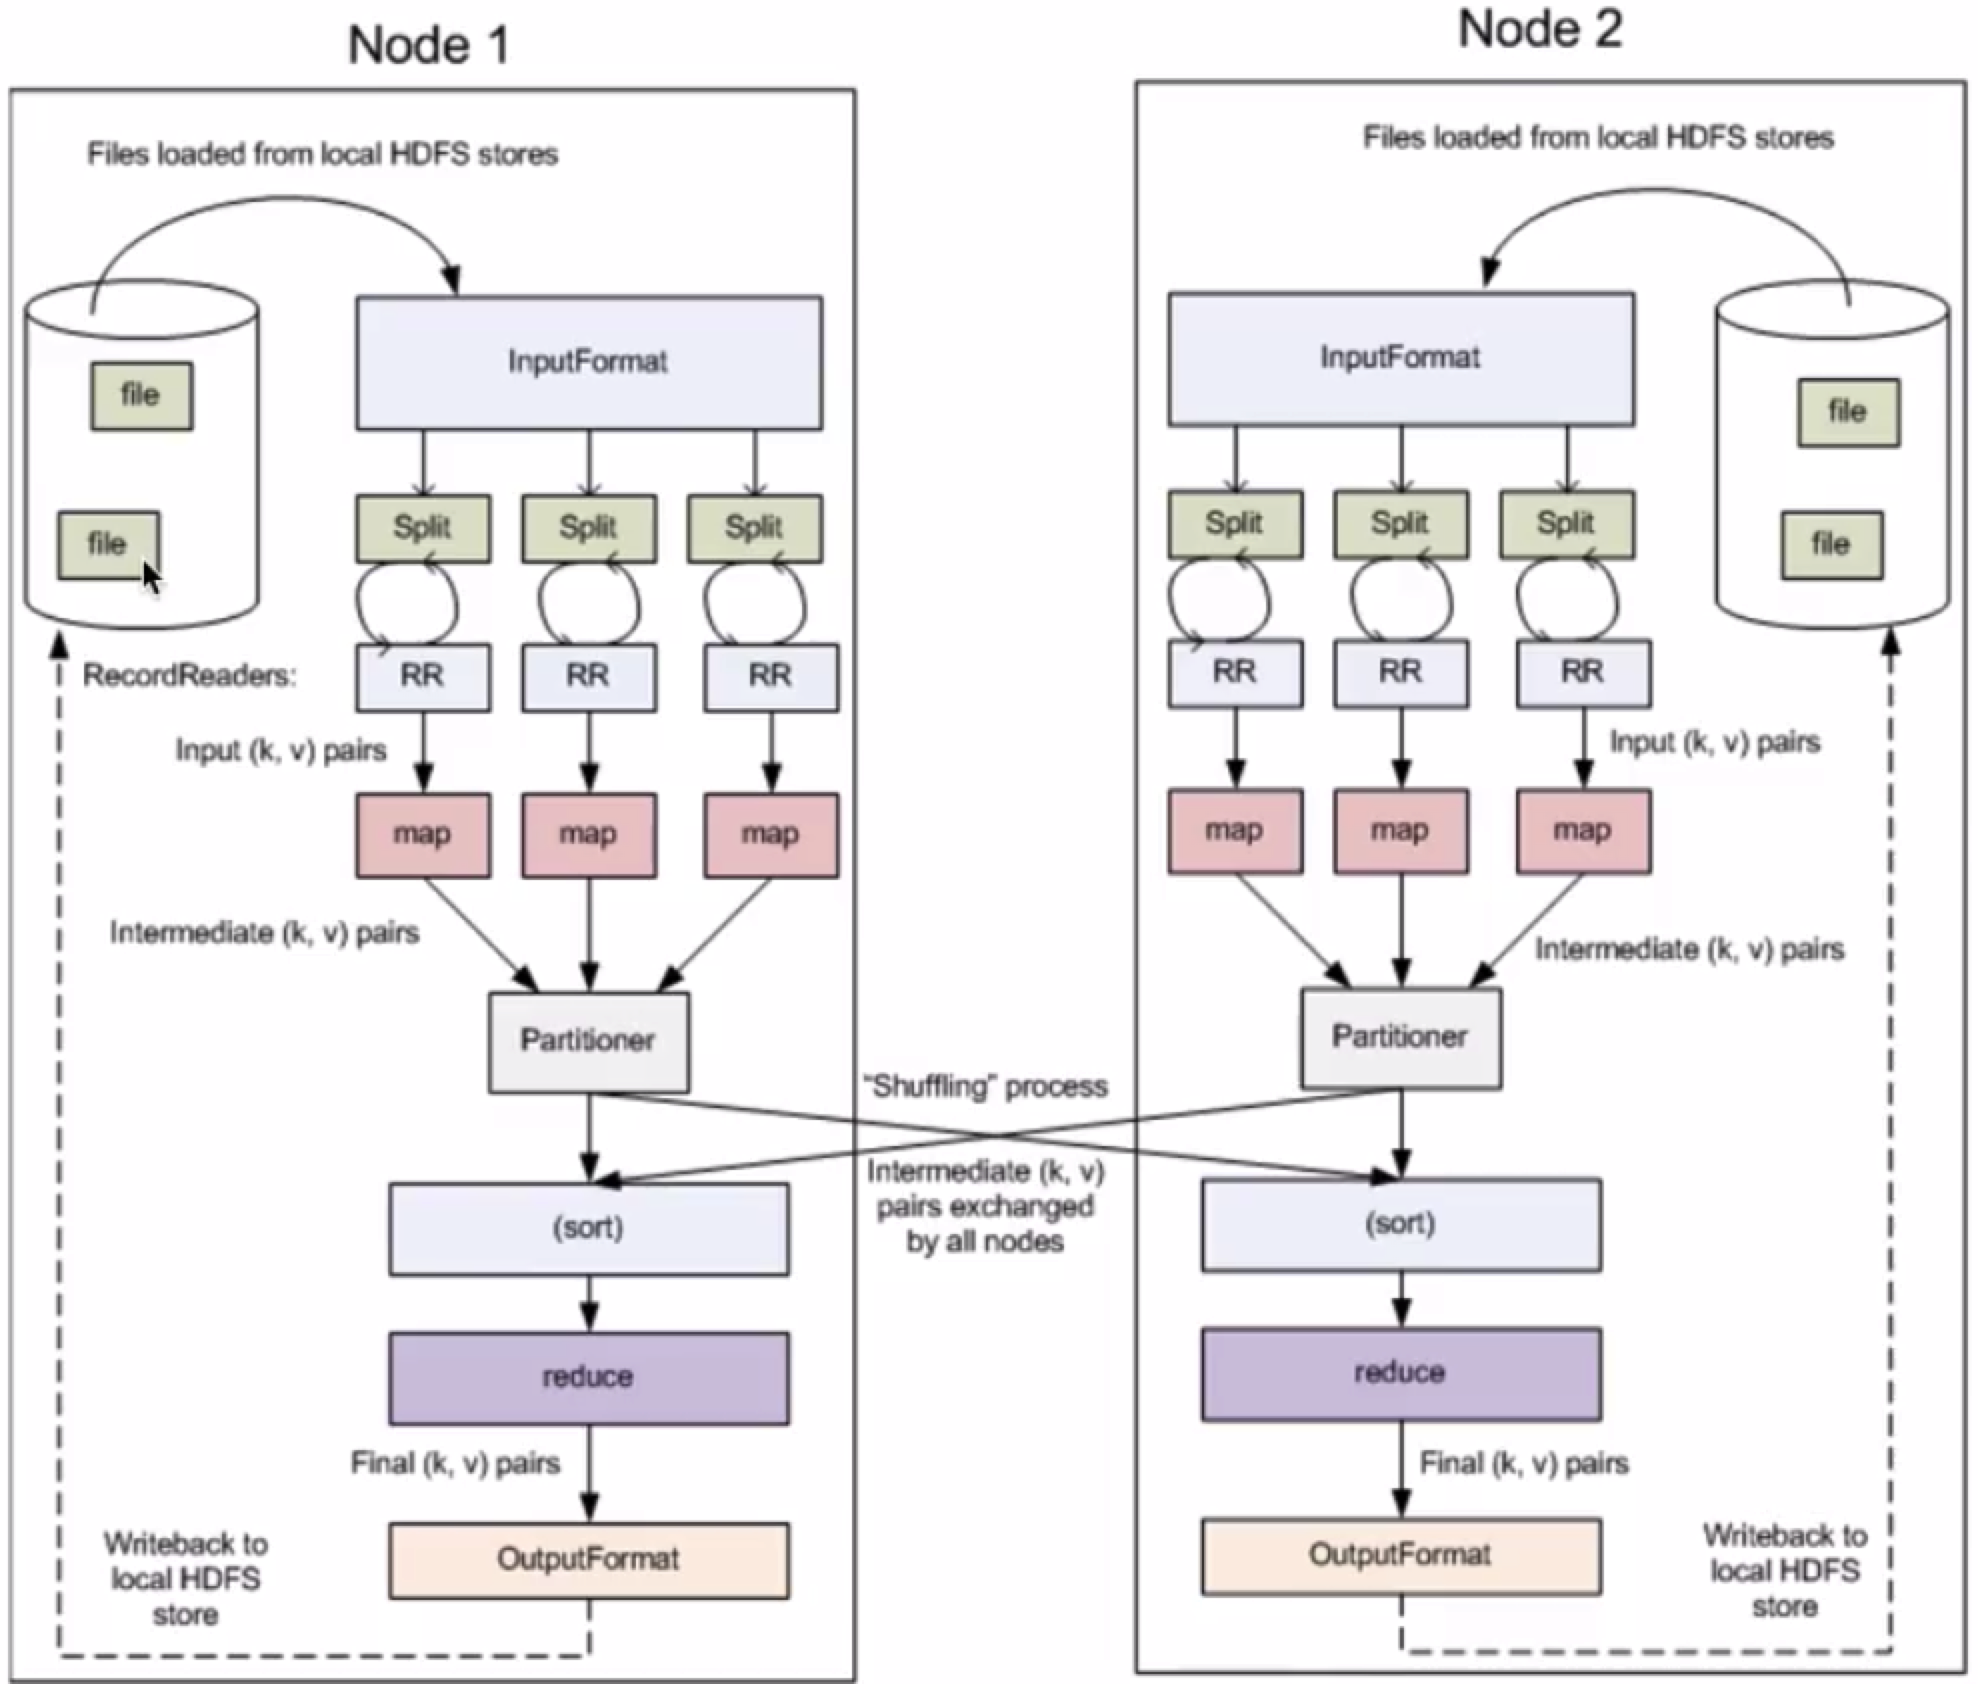 Node 1
Files loaded from local HDFS stores
file
file
InputFormat
Split
Split
Split
RecordReaders:
RR
RR
RR
Input (k, v) pairs
map
map
map
Intermediate (k, v) pairs
Partitioner
(sort)
reduce
Final (k, v) pairs
OutputFormat
Writeback to
local HDFS
store
"Shuffling" process
Intermediate (k, v)
pairs exchanged
by all nodes
Node 2
Files loaded from local HDFS stores
InputFormat
file
file
Split
Split
Split
RR
RR
RR
Input (k, v) pairs
map
map
map
Intermediate (k, v) pairs
Partitioner
(sort)
reduce
Final (k, v) pairs
OutputFormat
Writeback to
local HDFS
store